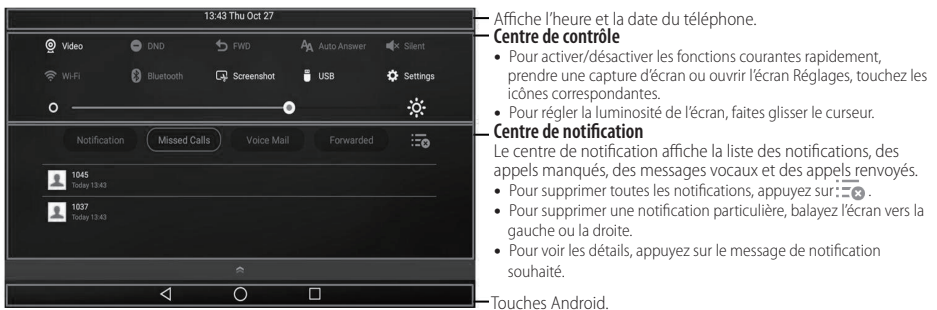 13:43 Thu Oct 27
Video DND FWD Auto Answer Silent
Wi-Fi Bluetooth Screenshot USB Settings
Notification Missed Calls Voice Mail Forwarded
1045
Today 13:43
1037
Today 13:43
Affiche l’heure et la date du téléphone.
Centre de contrôle
• Pour activer/désactiver les fonctions courantes rapidement,
prendre une capture d’écran ou ouvrir l’écran Réglages, touchez les
icônes correspondantes.
• Pour régler la luminosité de l’écran, faites glisser le curseur.
Centre de notification
Le centre de notification affiche la liste des notifications, des
appels manqués, des messages vocaux et des appels renvoyés.
• Pour supprimer toutes les notifications, appuyez sur .
• Pour supprimer une notification particulière, balayez l’écran vers la
gauche ou la droite.
• Pour voir les détails, appuyez sur le message de notification
souhaité.
Touches Android.